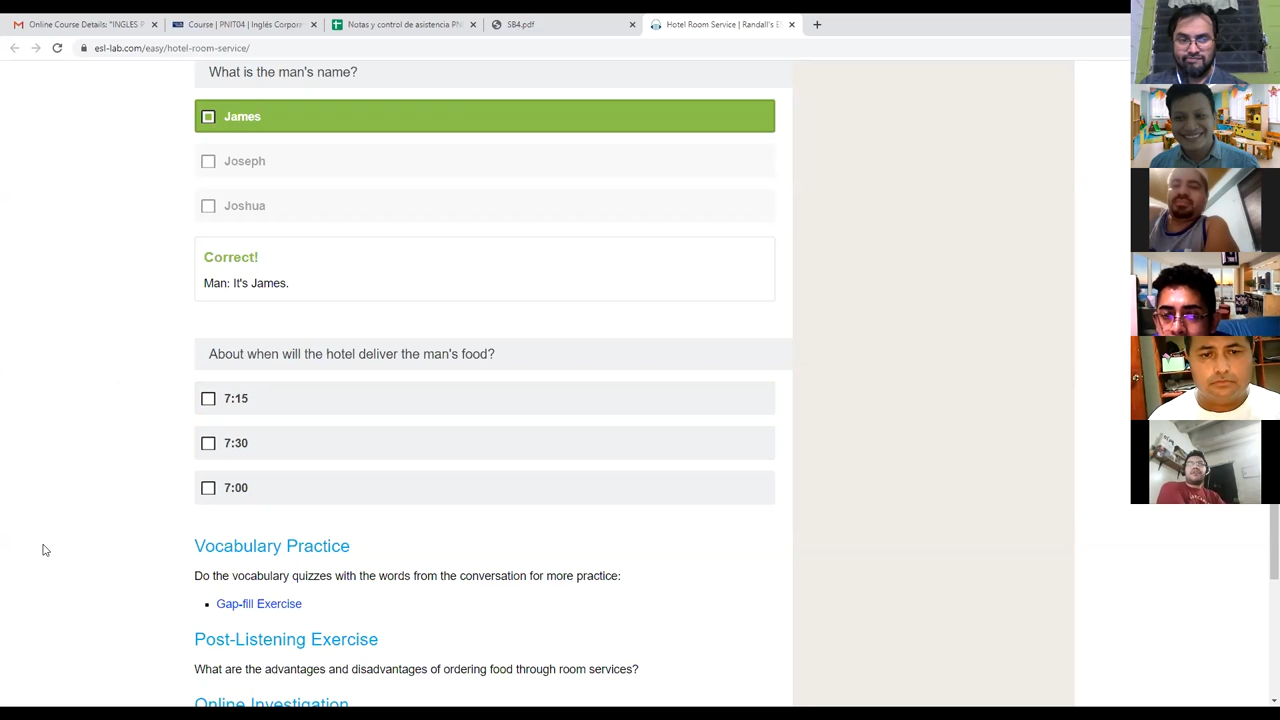 Online Course Details: "INGLES P
Course | PNIT04 | Inglés Corpor
Notas y control de asistencia PN
SB4.pdf
Hotel Room Service | Randall's E
esl-lab.com/easy/hotel-room-service/
What is the man's name?
James
Joseph
Joshua
Correct!
Man: It's James.
About when will the hotel deliver the man's food?
7:15
7:30
7:00
Vocabulary Practice
Do the vocabulary quizzes with the words from the conversation for more practice:
Gap-fill Exercise
Post-Listening Exercise
What are the advantages and disadvantages of ordering food through room services?
Online Investigation